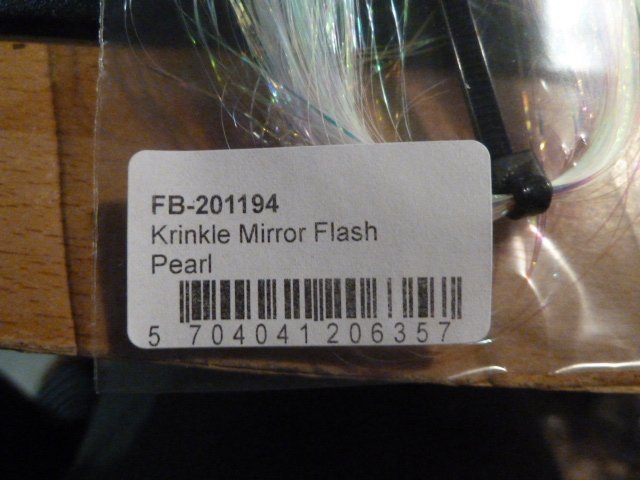 FB-201194
Krinkle Mirror Flash
Pearl
5 704041 206357